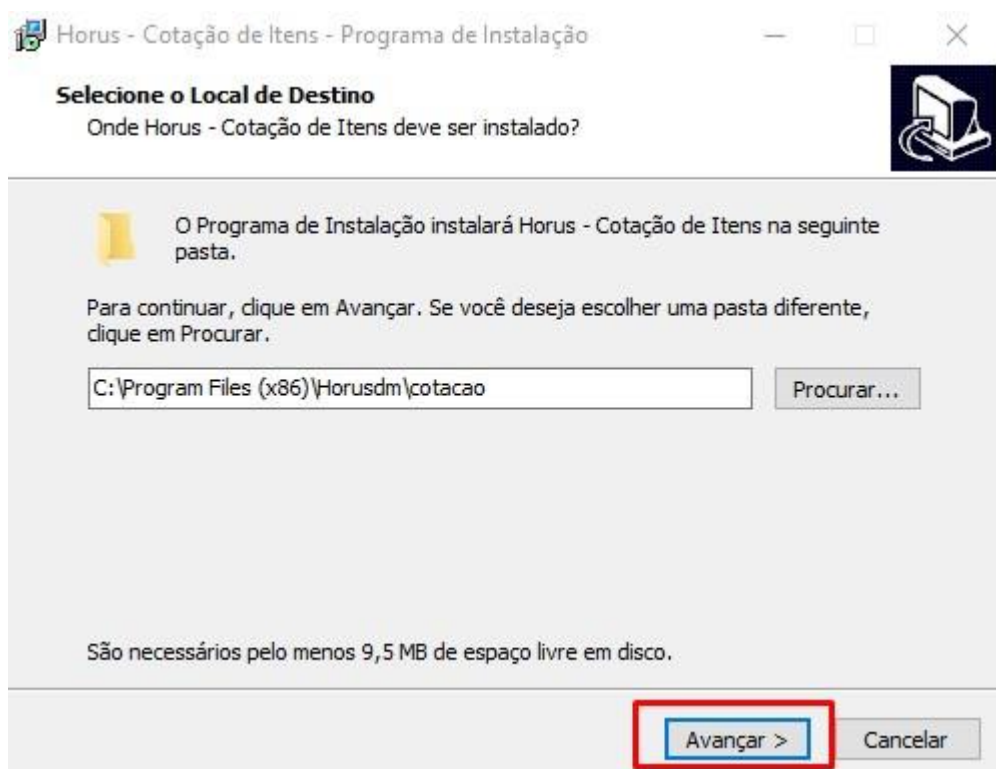 Horus - Cotação de Itens - Programa de Instalação
Selecione o Local de Destino
Onde Horus - Cotação de Itens deve ser instalado?
O Programa de Instalação instalará Horus - Cotação de Itens na seguinte
pasta.
Para continuar, clique em Avançar. Se você deseja escolher uma pasta diferente,
clique em Procurar.
C:\Program Files (x86)\Horusdm\cotacao
Procurar...
São necessários pelo menos 9,5 MB de espaço livre em disco.
Avançar >
Cancelar